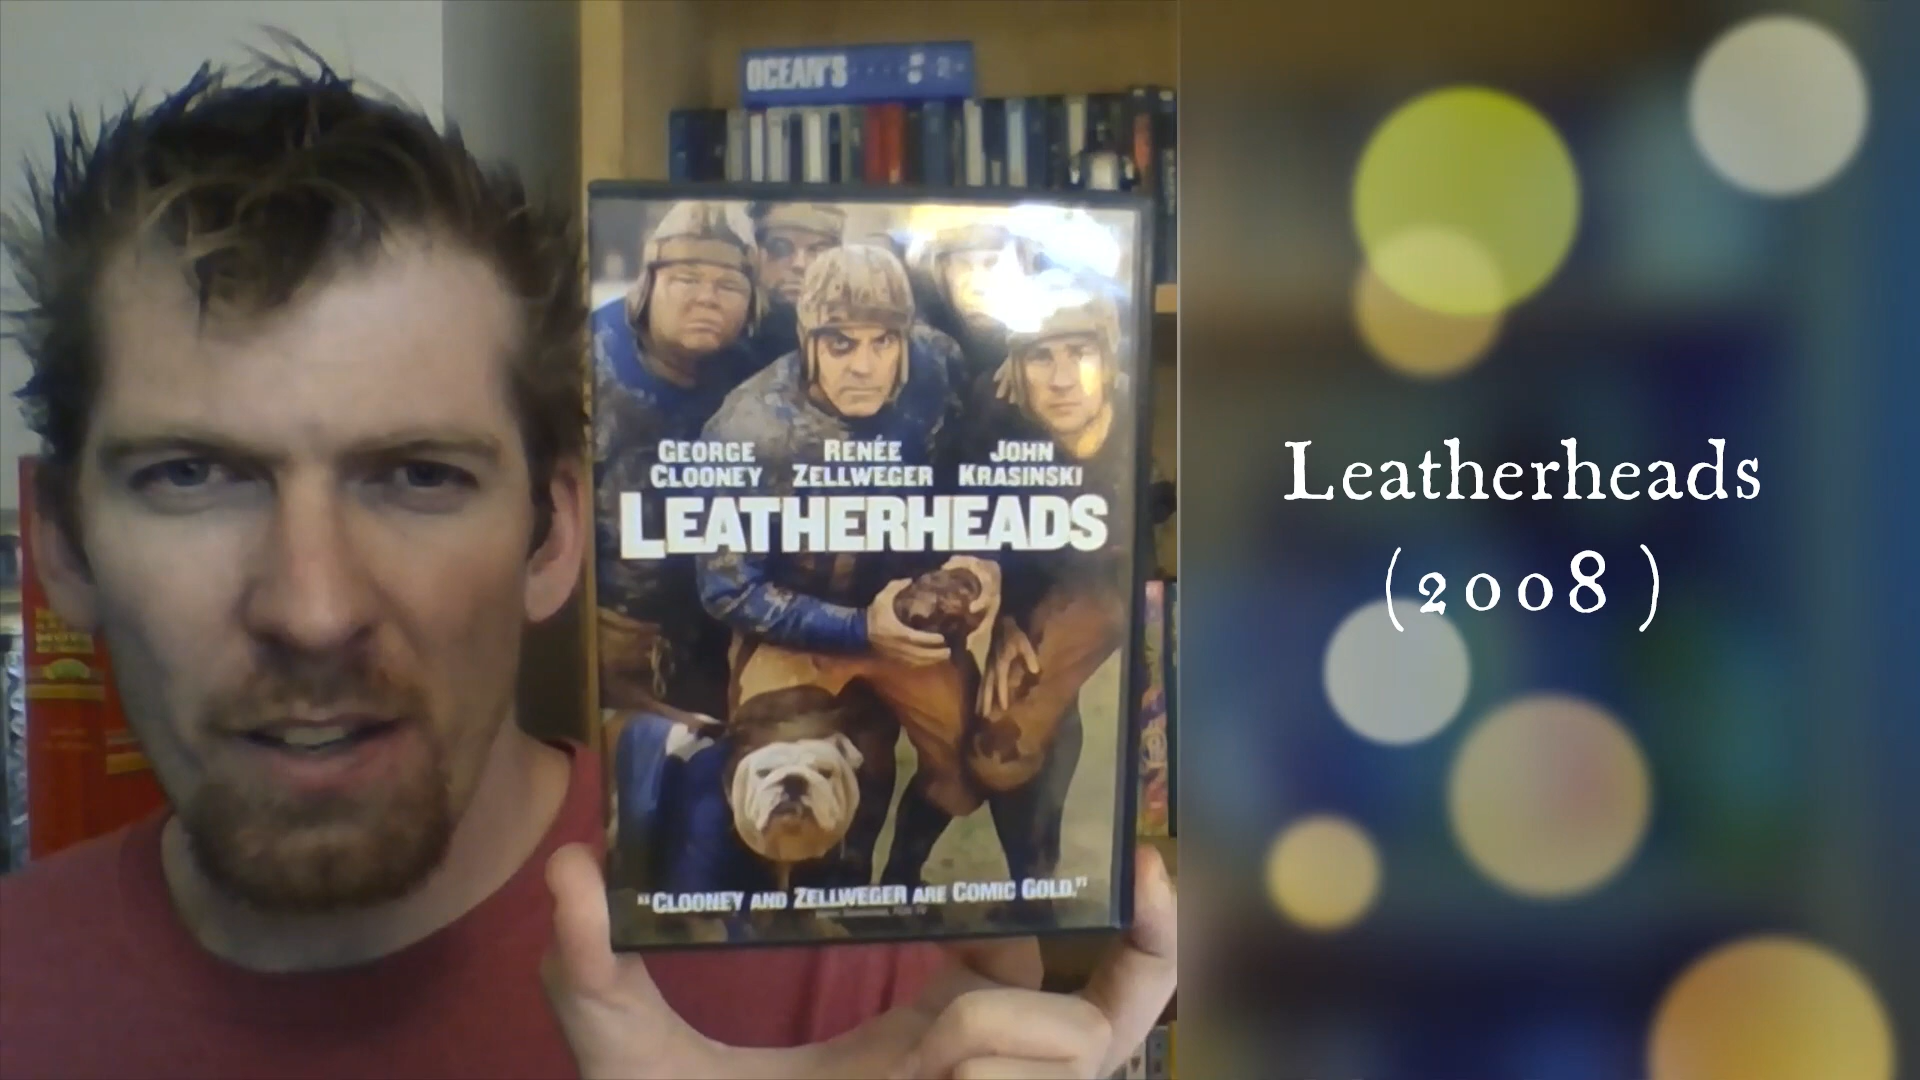 OCEAN'S
GEORGE CLOONEY
RENÉE ZELLWEGER
JOHN KRASINSKI
LEATHERHEADS
"CLOONEY AND ZELLWEGER ARE COMIC GOLD."
Leatherheads
(2008 )